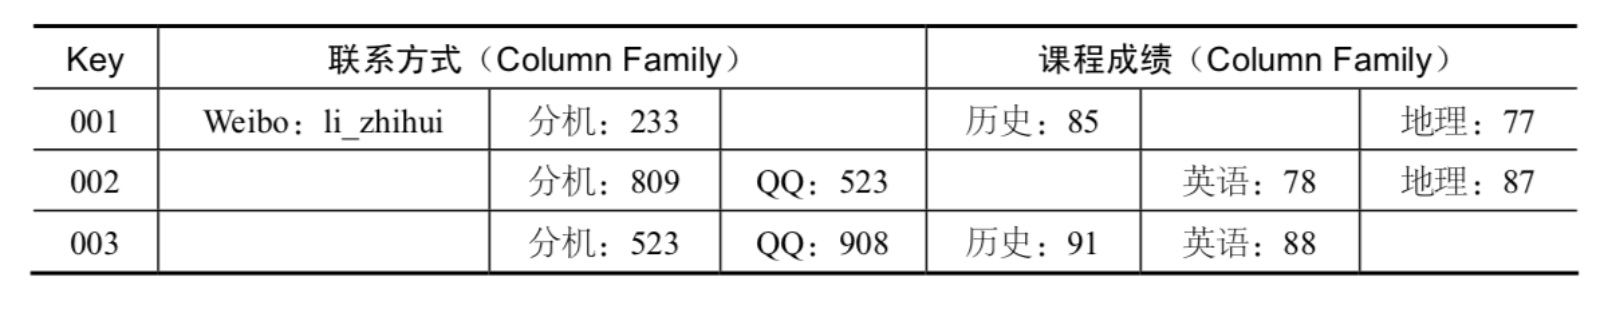 Key 联系方式（Column Family） 课程成绩（Column Family）
001 Weibo：li_zhihui 分机：233 历史：85 地理：77
002 分机：809 QQ：523 英语：78 地理：87
003 分机：523 QQ：908 历史：91 英语：88